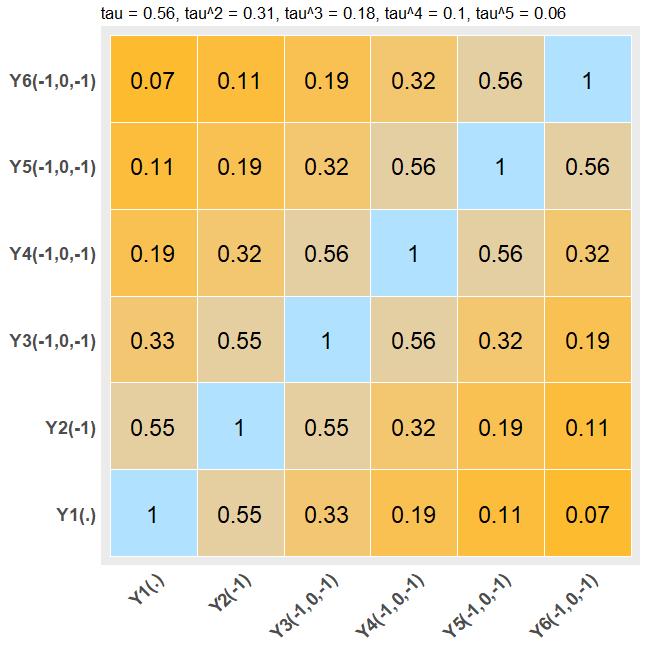 tau = 0.56, tau^2 = 0.31, tau^3 = 0.18, tau^4 = 0.1, tau^5 = 0.06
Y6(-1,0,-1) 0.07 0.11 0.19 0.32 0.56 1
Y5(-1,0,-1) 0.11 0.19 0.32 0.56 1 0.56
Y4(-1,0,-1) 0.19 0.32 0.56 1 0.56 0.32
Y3(-1,0,-1) 0.33 0.55 1 0.56 0.32 0.19
Y2(-1) 0.55 1 0.55 0.32 0.19 0.11
Y1(.) 1 0.55 0.33 0.19 0.11 0.07
Y1(.) Y2(-1) Y3(-1,0,-1) Y4(-1,0,-1) Y5(-1,0,-1) Y6(-1,0,-1)